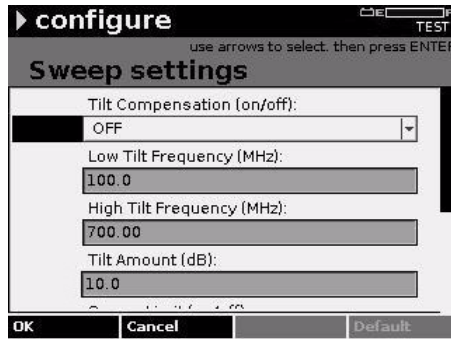 configure
E F
TEST
use arrows to select. then press ENTER
Sweep settings
Tilt Compensation (on/off):
OFF
Low Tilt Frequency (MHz):
100.0
High Tilt Frequency (MHz):
700.00
Tilt Amount (dB):
10.0
OK Cancel Default